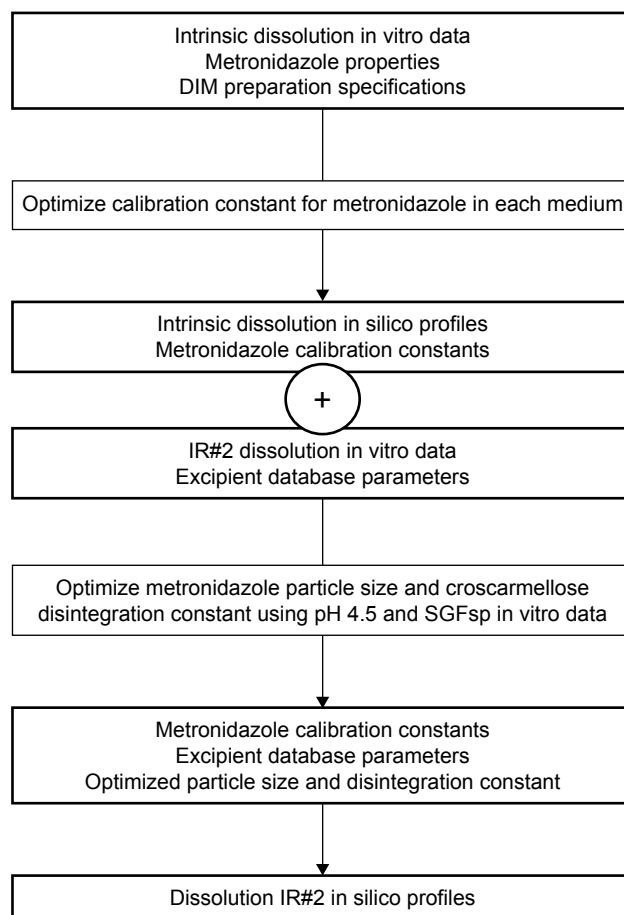 Intrinsic dissolution in vitro data
Metronidazole properties
DIM preparation specifications
Optimize calibration constant for metronidazole in each medium
Intrinsic dissolution in silico profiles
Metronidazole calibration constants
+
IR#2 dissolution in vitro data
Excipient database parameters
Optimize metronidazole particle size and croscarmellose
disintegration constant using pH 4.5 and SGFsp in vitro data
Metronidazole calibration constants
Excipient database parameters
Optimized particle size and disintegration constant
Dissolution IR#2 in silico profiles